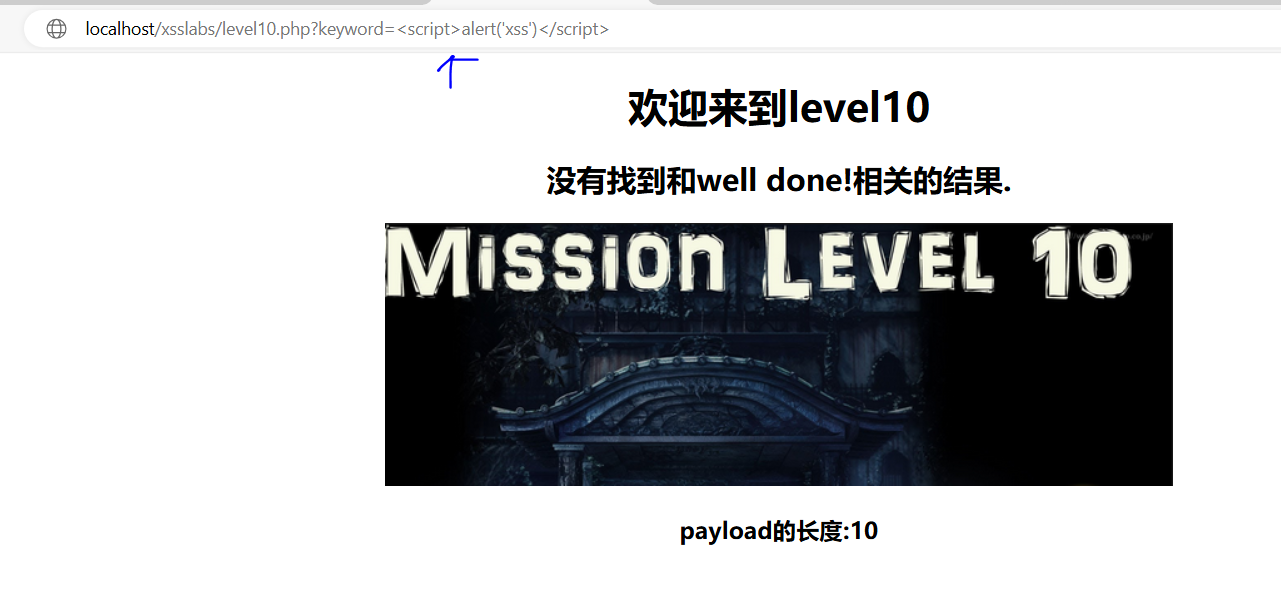 localhost/xsslabs/level10.php?keyword=<script>alert('xss')</script>
欢迎来到level10
没有找到和well done!相关的结果.
Mission Level 10
payload的长度:10